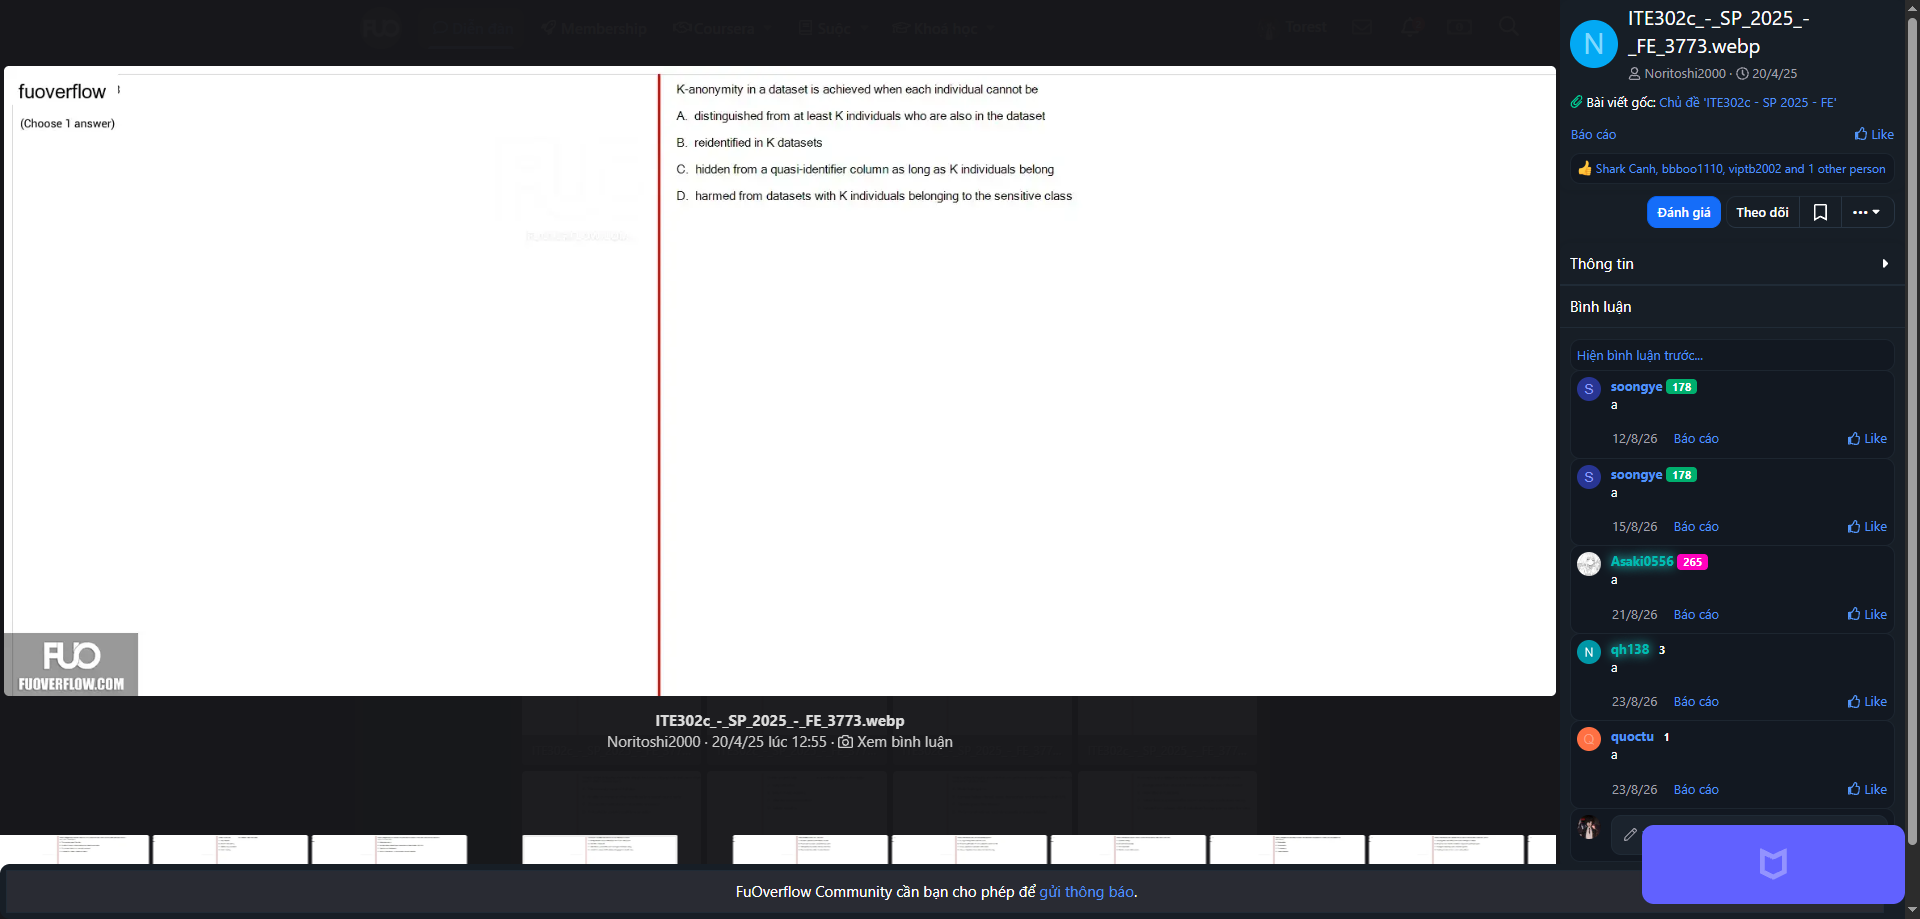 Membership
Coursera
Torest
fuoverflow
(Choose 1 answer)
K-anonymity in a dataset is achieved when each individual cannot be
A. distinguished from at least K individuals who are also in the dataset
B. reidentified in K datasets
C. hidden from a quasi-identifier column as long as K individuals belong
D. harmed from datasets with K individuals belonging to the sensitive class
FUO
FUOVERFLOW.COM
ITE302c_-_SP_2025_-_FE_3773.webp
Noritoshi2000 · 20/4/25 lúc 12:55 · Xem bình luận
N
ITE302c_-_SP_2025_-
_FE_3773.webp
Noritoshi2000 · 20/4/25
Bài viết gốc: Chủ đề 'ITE302c - SP 2025 - FE'
Báo cáo
Like
Shark Canh, bbboo1110, viptb2002 and 1 other person
Đánh giá
Theo dõi
Thông tin
Bình luận
Hiện bình luận trước...
S
soongye 178
a
12/8/26 Báo cáo Like
S
soongye 178
a
15/8/26 Báo cáo Like
Asaki0556 265
a
21/8/26 Báo cáo Like
N
qh138 3
a
23/8/26 Báo cáo Like
Q
quoctu 1
a
23/8/26 Báo cáo Like
FuOverflow Community cần bạn cho phép để gửi thông báo.